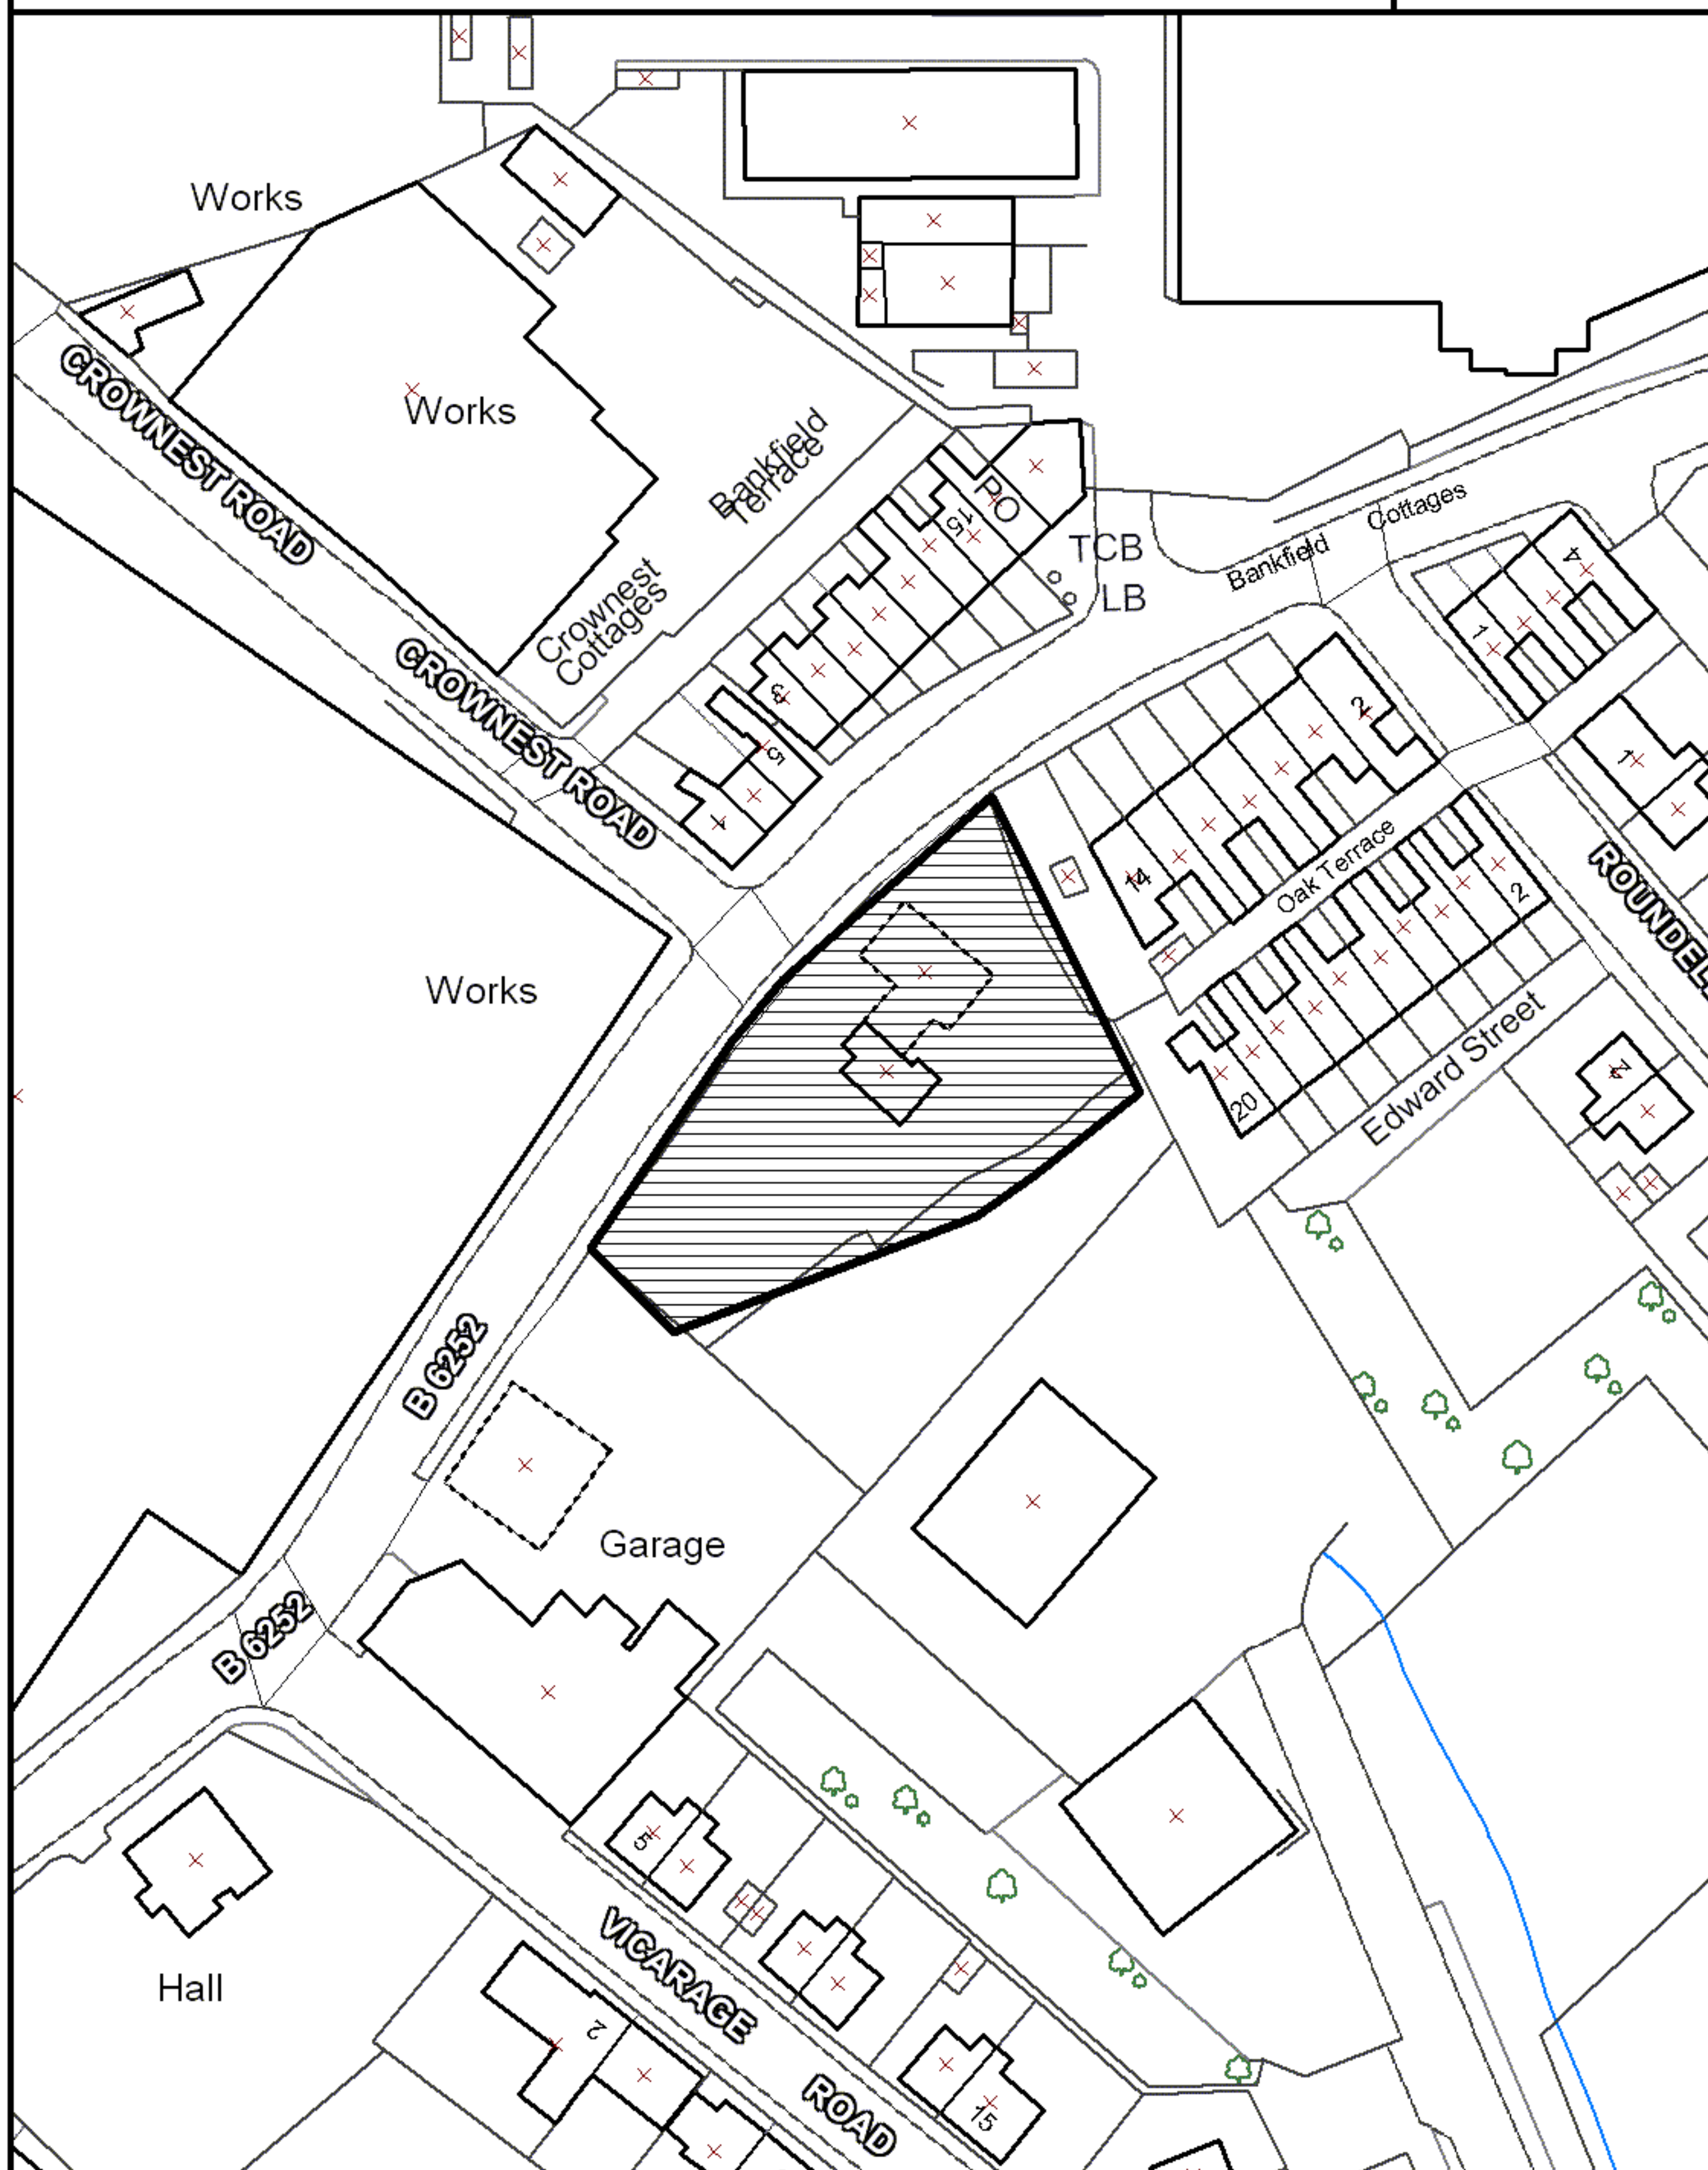 Works
CROWNEST ROAD
Works
Bankfield
Terrace
PO
15
TCB
LB
Cottages
Bankfield
4
1
Crownest
Cottages
CROWNEST ROAD
3
5
1
2
1
14
Oak Terrace
2
ROUNDELL
Works
Edward Street
20
2
B 6252
Garage
B 6252
5
VICARAGE
Hall
2
ROAD
15